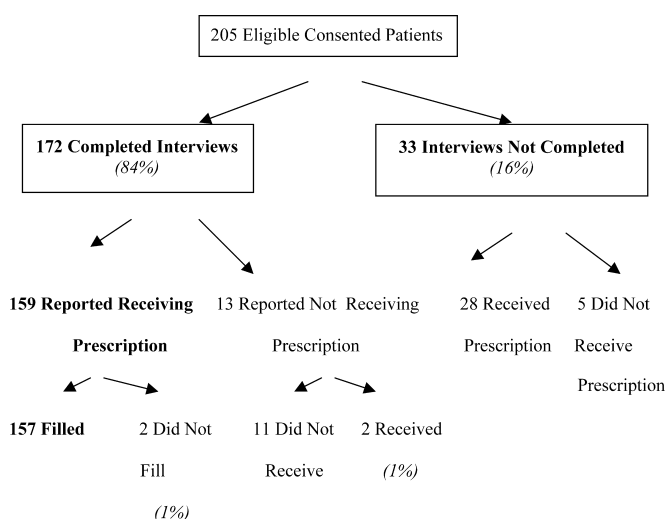 205 Eligible Consented Patients
172 Completed Interviews
(84%)
33 Interviews Not Completed
(16%)
159 Reported Receiving
Prescription
13 Reported Not Receiving
Prescription
28 Received
Prescription
5 Did Not
Receive
Prescription
157 Filled
2 Did Not
Fill
(1%)
11 Did Not
Receive
2 Received
(1%)